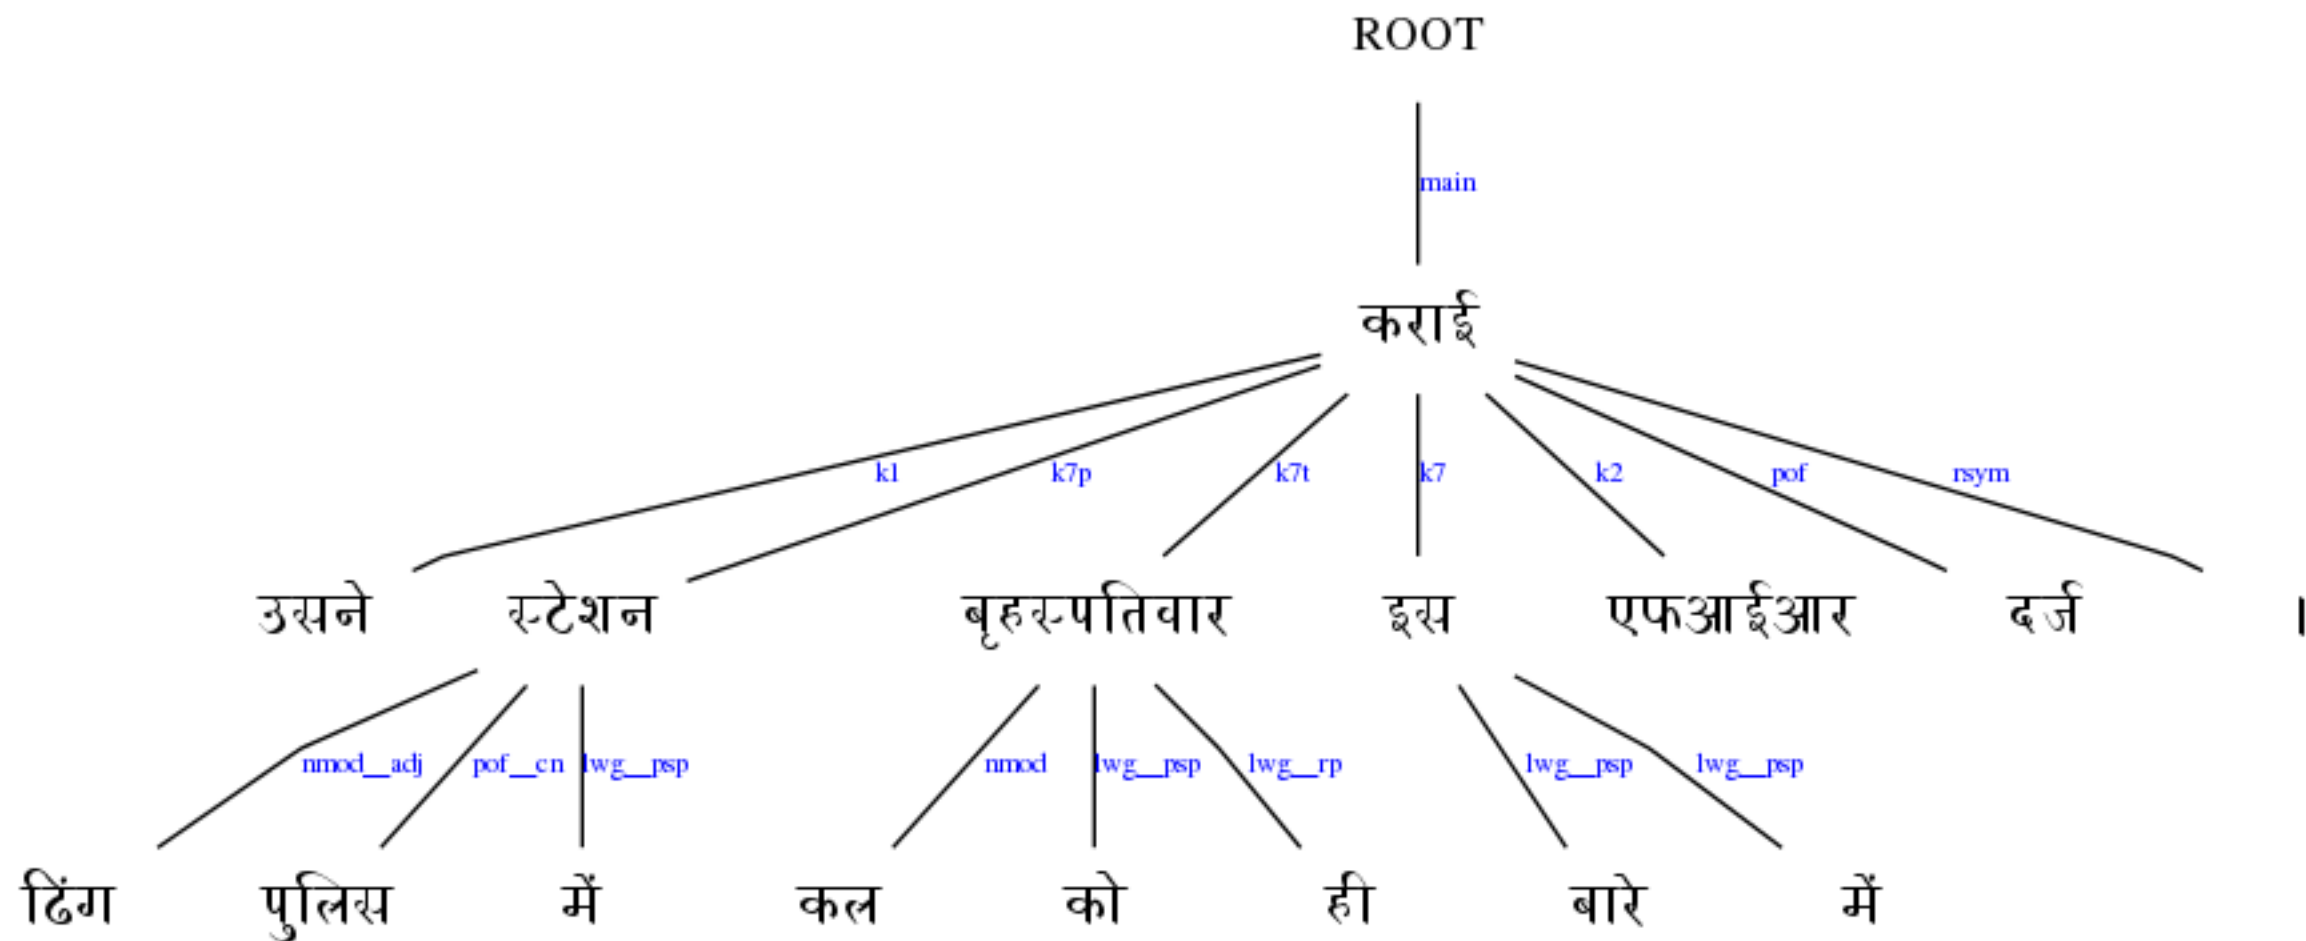 ROOT
main
कराई
k1 k7p k7t k7 k2 pof rsym
उसने स्टेशन बृहस्पतिवार इस एफआईआर दर्ज ।
nmod__adj pof__cn lwg__psp nmod lwg__psp lwg__rp lwg__psp lwg__psp
ढिंग पुलिस में कल को ही बारे में